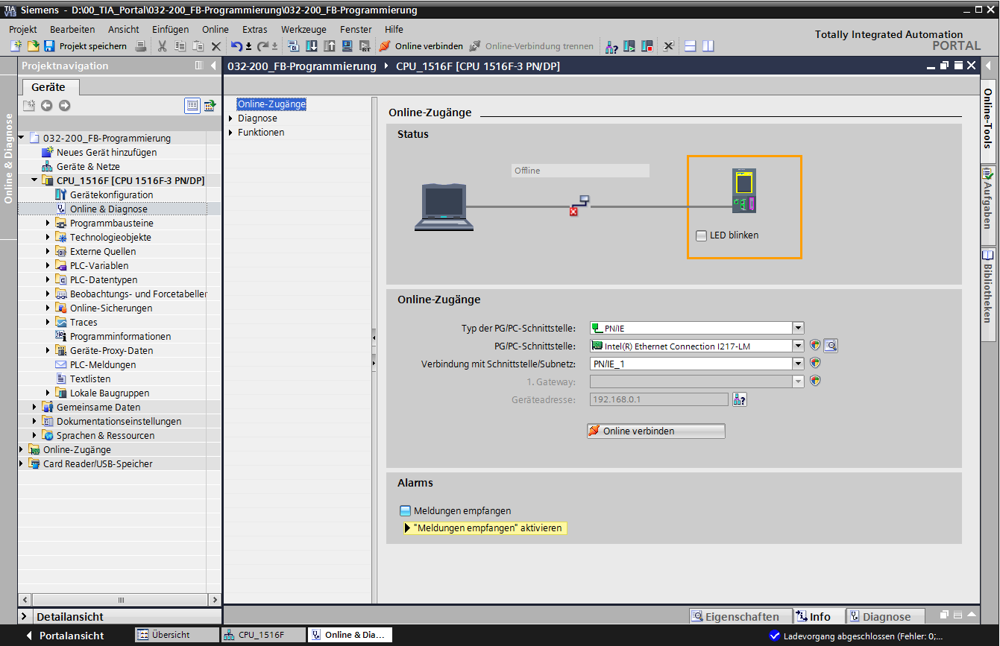 TIA V13 Siemens - D:\00_TIA_Portal\032-200_FB-Programmierung\032-200_FB-Programmierung
Projekt Bearbeiten Ansicht Einfügen Online Extras Werkzeuge Fenster Hilfe
Totally Integrated Automation
PORTAL
Projekt speichern Online verbinden Online-Verbindung trennen
Projektnavigation
032-200_FB-Programmierung CPU_1516F [CPU 1516F-3 PN/DP]
Online & Diagnose
Geräte
032-200_FB-Programmierung
Neues Gerät hinzufügen
Geräte & Netze
CPU_1516F [CPU 1516F-3 PN/DP]
Gerätekonfiguration
Online & Diagnose
Programmbausteine
Technologieobjekte
Externe Quellen
PLC-Variablen
PLC-Datentypen
Beobachtungs- und Forcetabellen
Online-Sicherungen
Traces
Programminformationen
Geräte-Proxy-Daten
PLC-Meldungen
Textlisten
Lokale Baugruppen
Gemeinsame Daten
Dokumentationseinstellungen
Sprachen & Ressourcen
Online-Zugänge
Card Reader/USB-Speicher
Detailansicht
Online-Zugänge
Diagnose
Funktionen
Online-Zugänge
Status
Offline
LED blinken
Online-Zugänge
Typ der PG/PC-Schnittstelle: PN/IE
PG/PC-Schnittstelle: Intel(R) Ethernet Connection I217-LM
Verbindung mit Schnittstelle/Subnetz: PN/IE_1
1. Gateway:
Geräteadresse: 192.168.0.1
Online verbinden
Alarms
Meldungen empfangen
"Meldungen empfangen" aktivieren
Online-Tools
Aufgaben
Bibliotheken
Eigenschaften Info Diagnose
Portalansicht Übersicht CPU_1516F Online & Dia... Ladevorgang abgeschlossen (Fehler: 0;...